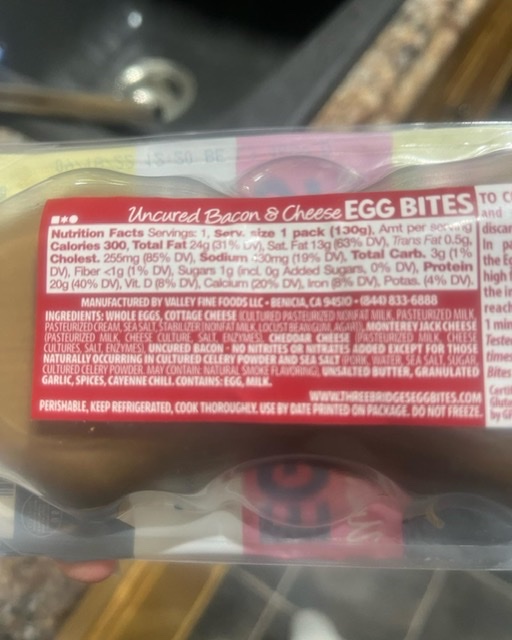 Uncured Bacon & Cheese EGG BITES
Nutrition Facts Servings: 1, Serv. size 1 pack (130g), Amt per serving
Calories 300, Total Fat 24g (31% DV), Sat. Fat 13g (63% DV), Trans Fat 0.5g,
Cholest. 255mg (85% DV), Sodium 430mg (19% DV), Total Carb. 3g (1%
DV), Fiber <1g (1% DV), Sugars 1g (incl. 0g Added Sugars, 0% DV), Protein
20g (40% DV), Vit. D (8% DV), Calcium (20% DV), Iron (8% DV), Potas. (4% DV).
MANUFACTURED BY VALLEY FINE FOODS LLC • BENICIA, CA 94510 • (844) 833-6888
INGREDIENTS: WHOLE EGGS, COTTAGE CHEESE (CULTURED PASTEURIZED NONFAT MILK, PASTEURIZED MILK,
PASTEURIZED CREAM, SEA SALT, STABILIZER [NONFAT MILK, LOCUST BEAN GUM, AGAR]), MONTEREY JACK CHEESE
(PASTEURIZED MILK, CHEESE CULTURE, SALT, ENZYMES), CHEDDAR CHEESE (PASTEURIZED MILK, CHEESE
CULTURES, SALT, ENZYMES), UNCURED BACON - NO NITRITES OR NITRATES ADDED EXCEPT FOR THOSE
NATURALLY OCCURRING IN CULTURED CELERY POWDER AND SEA SALT (PORK, WATER, SEA SALT, SUGAR,
CULTURED CELERY POWDER. MAY CONTAIN: NATURAL SMOKE FLAVORING), UNSALTED BUTTER, GRANULATED
GARLIC, SPICES, CAYENNE CHILI. CONTAINS: EGG, MILK.
WWW.THREEBRIDGESEGGBITES.COM
PERISHABLE, KEEP REFRIGERATED, COOK THOROUGHLY. USE BY DATE PRINTED ON PACKAGE. DO NOT FREEZE.
and
discar
In pa
the E
high f
the in
reach
1 min
Teste
times
Bites
Certif
Glute
by GF